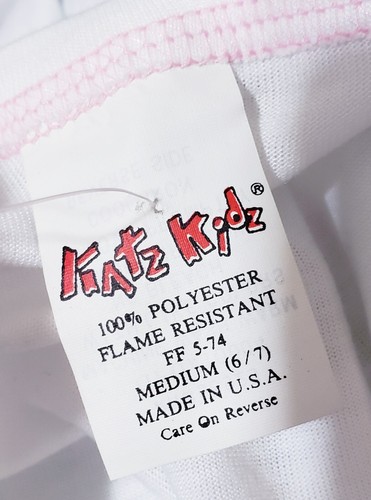 Katz Kidz®
100% POLYESTER
FLAME RESISTANT
FF 5-74
MEDIUM (6/7)
MADE IN U.S.A.
Care On Reverse